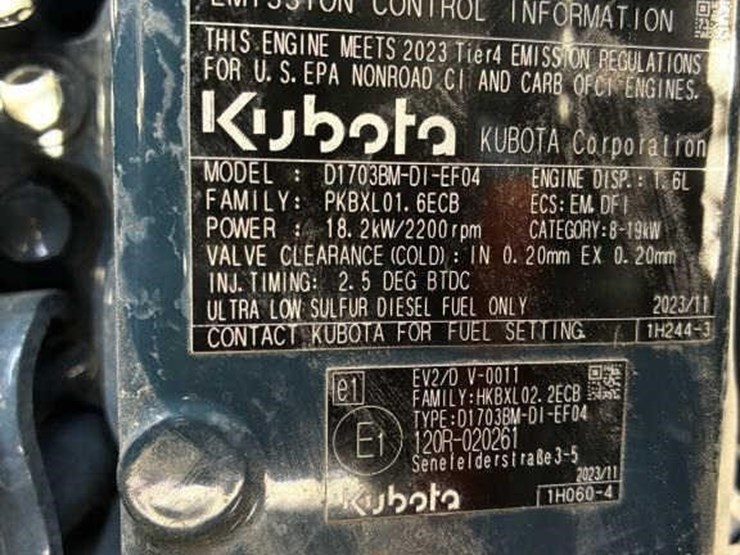 EMISSION CONTROL INFORMATION
THIS ENGINE MEETS 2023 Tier4 EMISSION REGULATIONS
FOR U.S. EPA NONROAD CI AND CARB OFCI ENGINES.
Kubota KUBOTA Corporation
MODEL : D1703BM-DI-EF04 ENGINE DISP.: 1.6L
FAMILY: PKBXL01.6ECB ECS: EM, DFI
POWER : 18.2kW/2200rpm CATEGORY:8-19kW
VALVE CLEARANCE (COLD) : IN 0.20mm EX 0.20mm
INJ. TIMING: 2.5 DEG BTDC
ULTRA LOW SULFUR DIESEL FUEL ONLY 2023/11
CONTACT KUBOTA FOR FUEL SETTING. 1H244-3
e1 EV2/D V-0011
FAMILY:HKBXL02.2ECB
TYPE:D1703BM-DI-EF04
E1 120R-020261
Senefelderstraße3-5
2023/11
Kubota 1H060-4